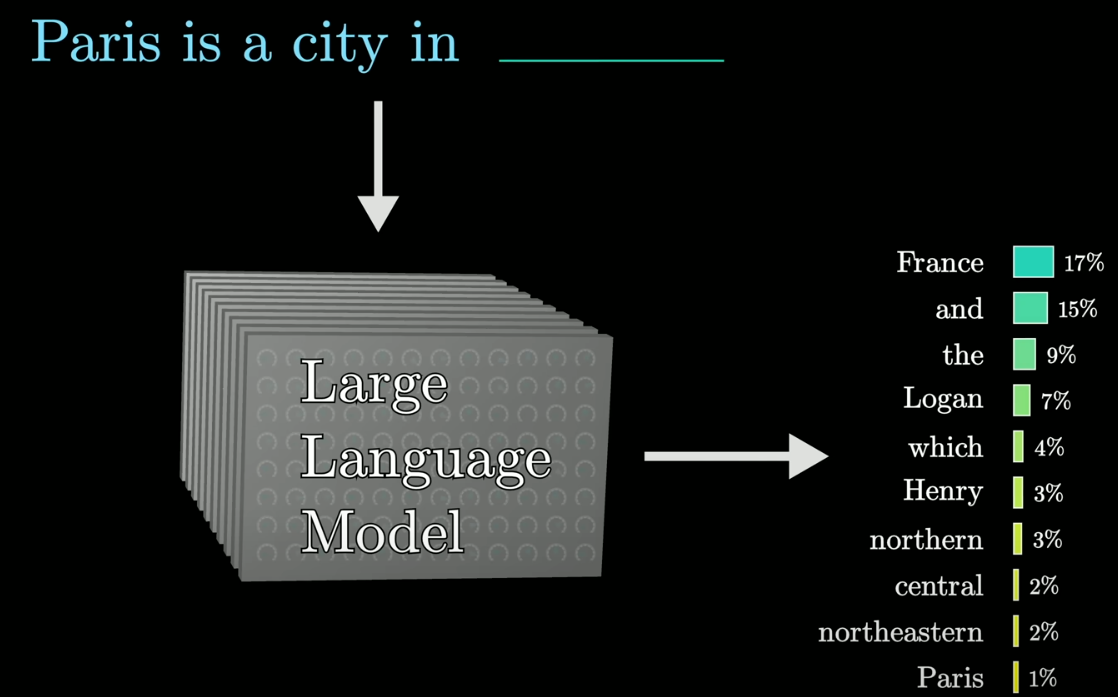 Paris is a city in
Large
Language
Model
France 17%
and 15%
the 9%
Logan 7%
which 4%
Henry 3%
northern 3%
central 2%
northeastern 2%
Paris 1%